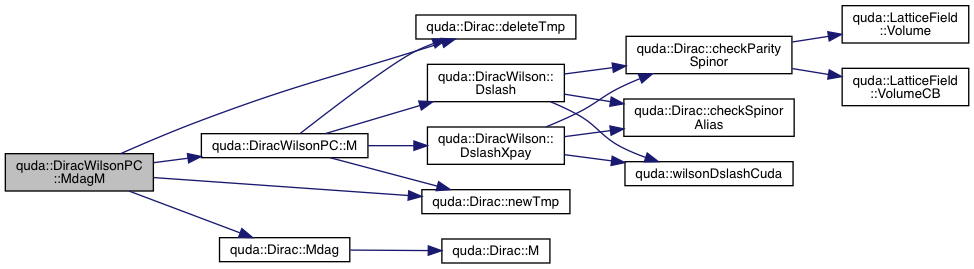 quda::DiracWilsonPC
::MdagM
quda::Dirac::deleteTmp
quda::DiracWilsonPC::M
quda::Dirac::newTmp
quda::Dirac::Mdag
quda::DiracWilson::
Dslash
quda::DiracWilson::
DslashXpay
quda::Dirac::M
quda::Dirac::checkParity
Spinor
quda::Dirac::checkSpinor
Alias
quda::wilsonDslashCuda
quda::LatticeField
::Volume
quda::LatticeField
::VolumeCB